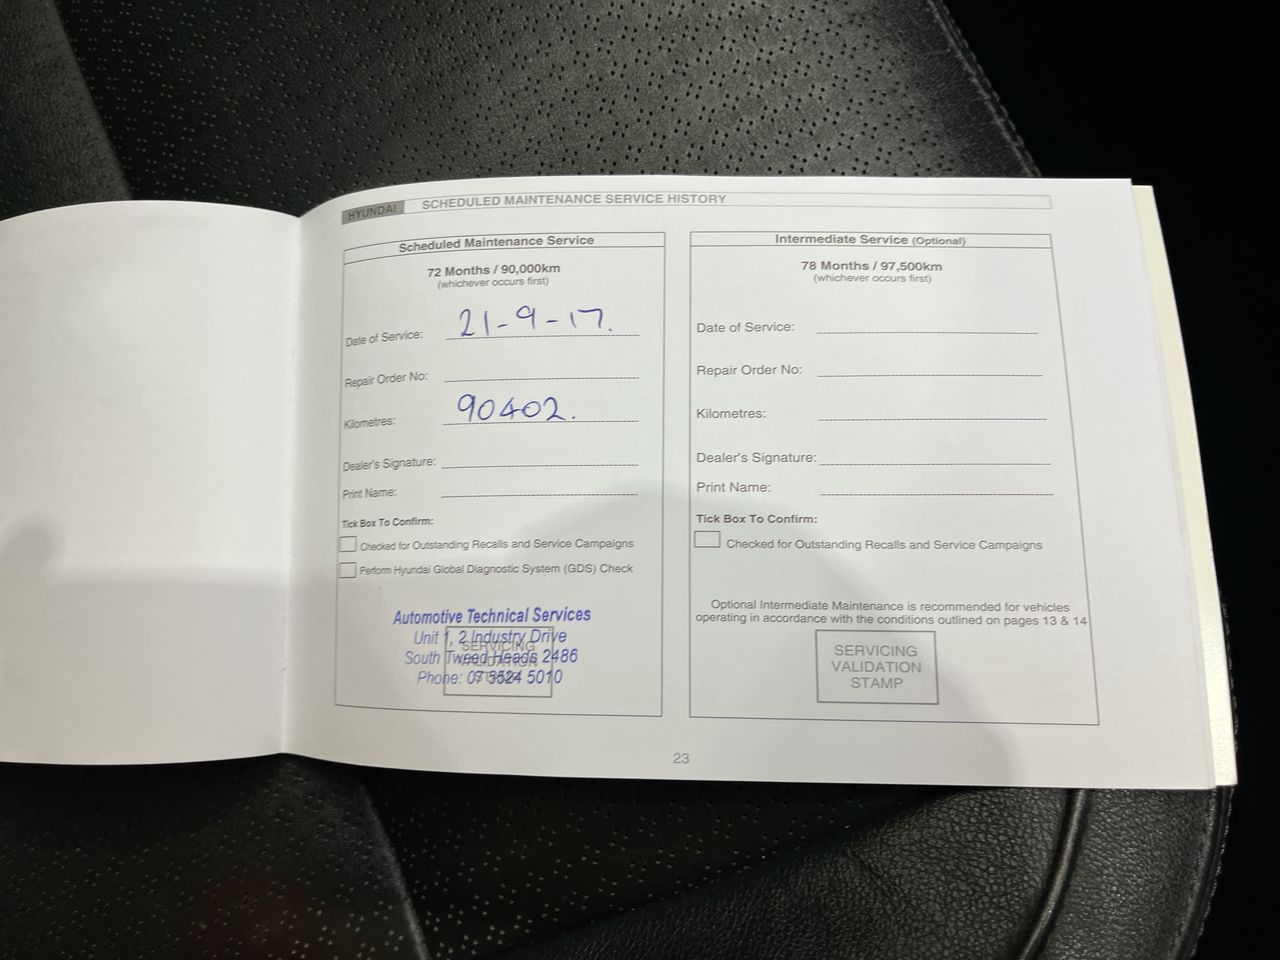 HYUNDAI SCHEDULED MAINTENANCE SERVICE HISTORY
Scheduled Maintenance Service
72 Months / 90,000km
(whichever occurs first)
Date of Service: 21-9-17.
Repair Order No:
Kilometres: 90402.
Dealer's Signature:
Print Name:
Tick Box To Confirm:
Checked for Outstanding Recalls and Service Campaigns
Perform Hyundai Global Diagnostic System (GDS) Check
Automotive Technical Services
Unit 1, 2 Industry Drive
South Tweed Heads 2486
Phone: 07 5524 5010
SERVICING
VALIDATION
STAMP
Intermediate Service (Optional)
78 Months / 97,500km
(whichever occurs first)
Date of Service:
Repair Order No:
Kilometres:
Dealer's Signature:
Print Name:
Tick Box To Confirm:
Checked for Outstanding Recalls and Service Campaigns
Optional Intermediate Maintenance is recommended for vehicles
operating in accordance with the conditions outlined on pages 13 & 14
SERVICING
VALIDATION
STAMP
23